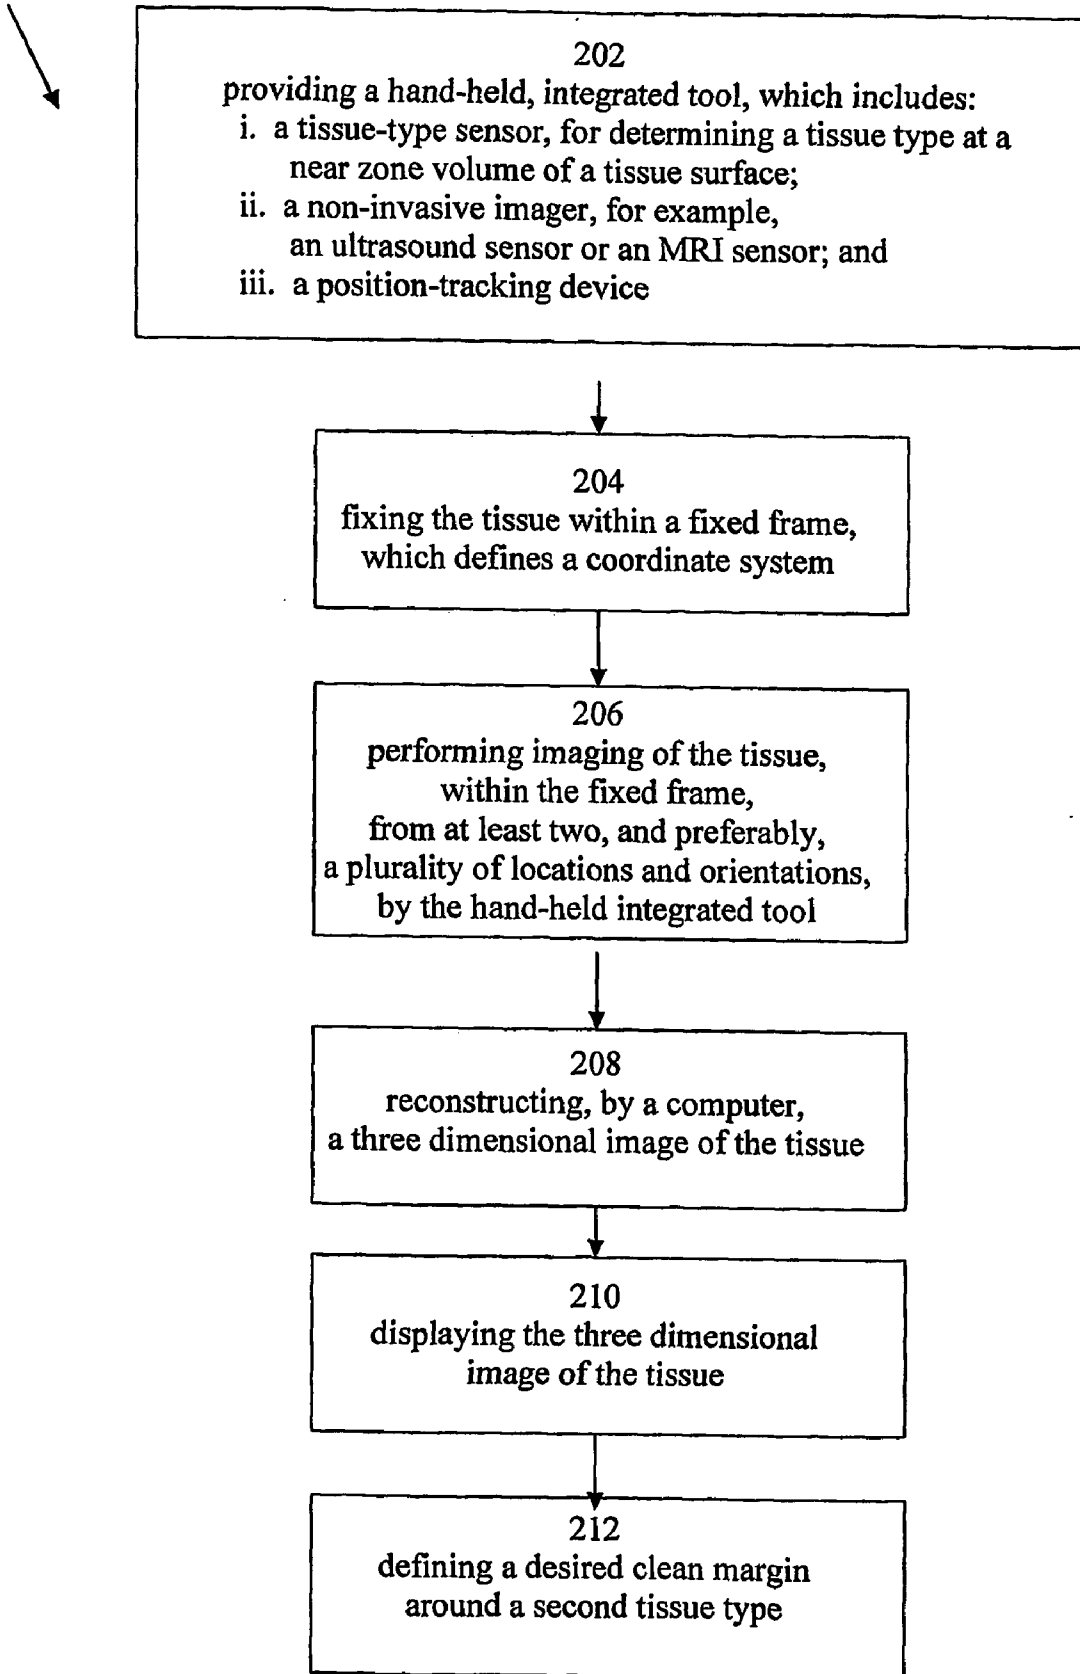 202
providing a hand-held, integrated tool, which includes:
i. a tissue-type sensor, for determining a tissue type at a
near zone volume of a tissue surface;
ii. a non-invasive imager, for example,
an ultrasound sensor or an MRI sensor; and
iii. a position-tracking device
204
fixing the tissue within a fixed frame,
which defines a coordinate system
206
performing imaging of the tissue,
within the fixed frame,
from at least two, and preferably,
a plurality of locations and orientations,
by the hand-held integrated tool
208
reconstructing, by a computer,
a three dimensional image of the tissue
210
displaying the three dimensional
image of the tissue
212
defining a desired clean margin
around a second tissue type